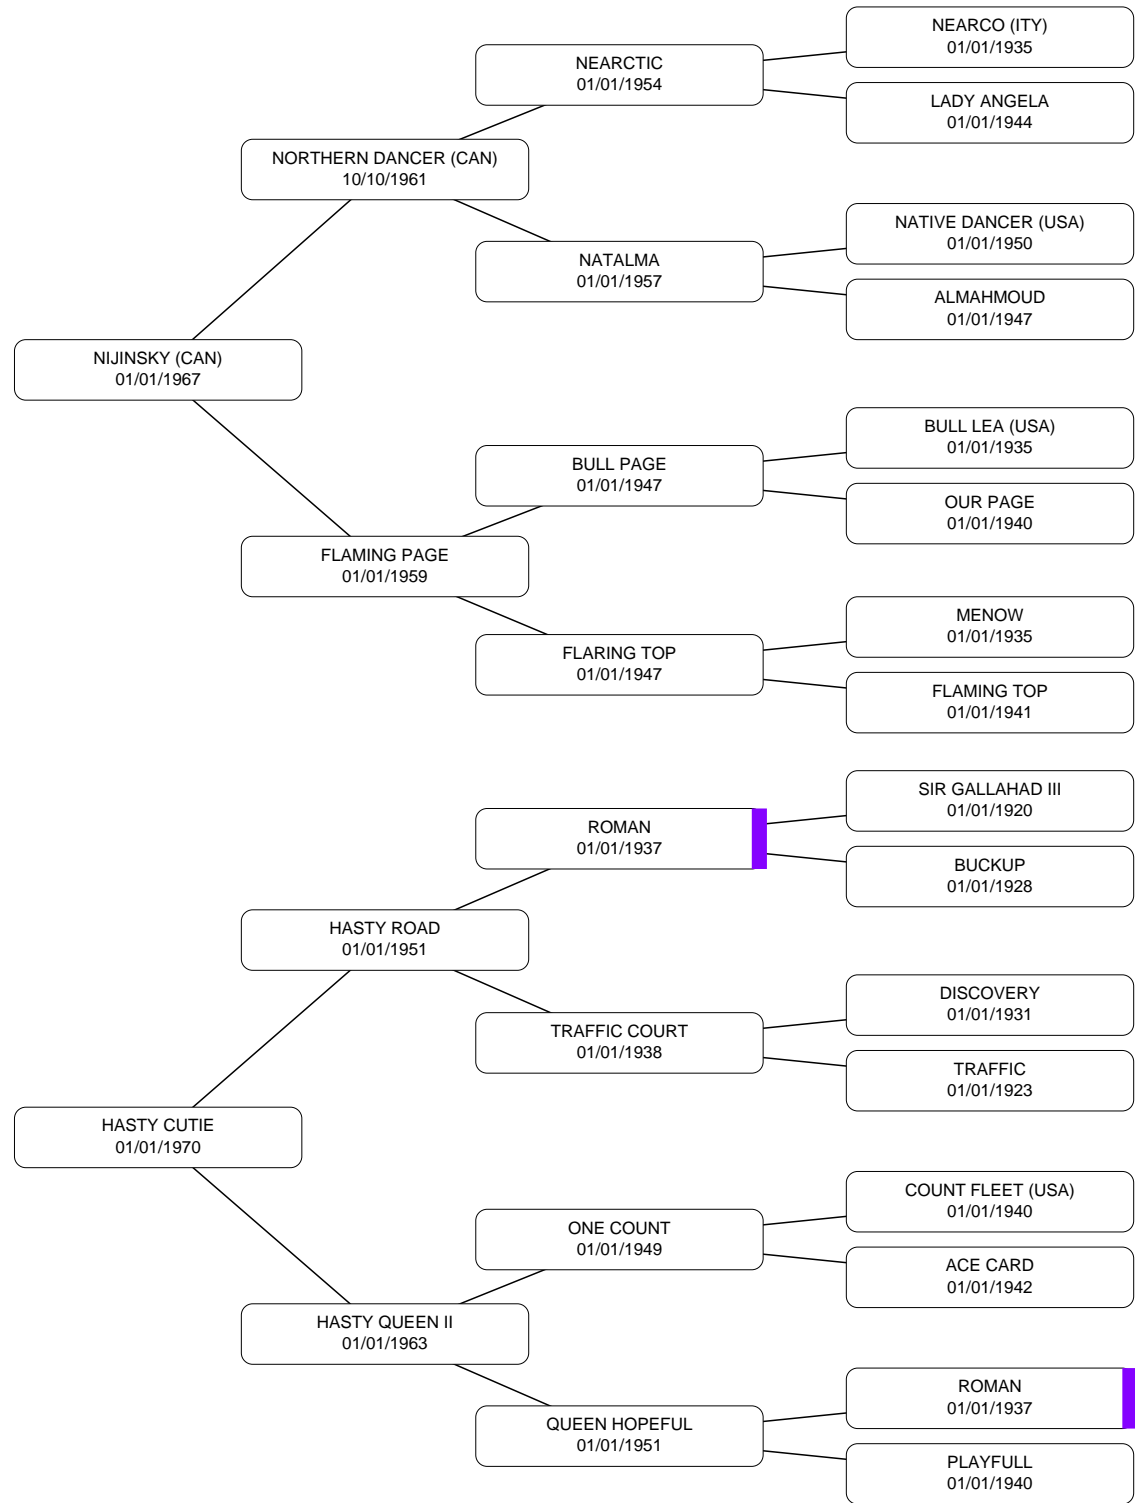 NEARCO (ITY)
01/01/1935
NEARCTIC
01/01/1954
LADY ANGELA
01/01/1944
NORTHERN DANCER (CAN)
10/10/1961
NATIVE DANCER (USA)
01/01/1950
NATALMA
01/01/1957
ALMAHMOUD
01/01/1947
NIJINSKY (CAN)
01/01/1967
BULL LEA (USA)
01/01/1935
BULL PAGE
01/01/1947
OUR PAGE
01/01/1940
FLAMING PAGE
01/01/1959
MENOW
01/01/1935
FLARING TOP
01/01/1947
FLAMING TOP
01/01/1941
SIR GALLAHAD III
01/01/1920
ROMAN
01/01/1937
BUCKUP
01/01/1928
HASTY ROAD
01/01/1951
DISCOVERY
01/01/1931
TRAFFIC COURT
01/01/1938
TRAFFIC
01/01/1923
HASTY CUTIE
01/01/1970
COUNT FLEET (USA)
01/01/1940
ONE COUNT
01/01/1949
ACE CARD
01/01/1942
HASTY QUEEN II
01/01/1963
ROMAN
01/01/1937
QUEEN HOPEFUL
01/01/1951
PLAYFULL
01/01/1940